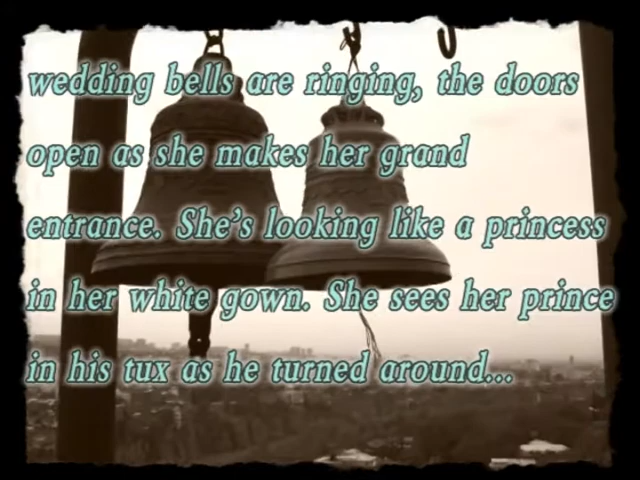 wedding bells are ringing, the doors
open as she makes her grand
entrance. She's looking like a princess
in her white gown. She sees her prince
in his tux as he turned around...